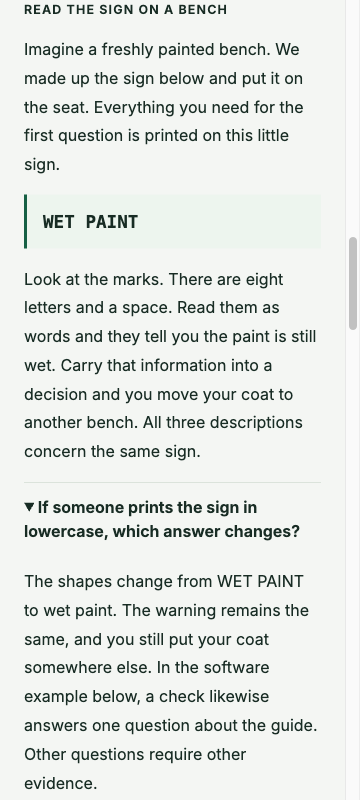 READ THE SIGN ON A BENCH
Imagine a freshly painted bench. We
made up the sign below and put it on
the seat. Everything you need for the
first question is printed on this little
sign.
WET PAINT
Look at the marks. There are eight
letters and a space. Read them as
words and they tell you the paint is still
wet. Carry that information into a
decision and you move your coat to
another bench. All three descriptions
concern the same sign.
▼ If someone prints the sign in
lowercase, which answer changes?
The shapes change from WET PAINT
to wet paint. The warning remains the
same, and you still put your coat
somewhere else. In the software
example below, a check likewise
answers one question about the guide.
Other questions require other
evidence.